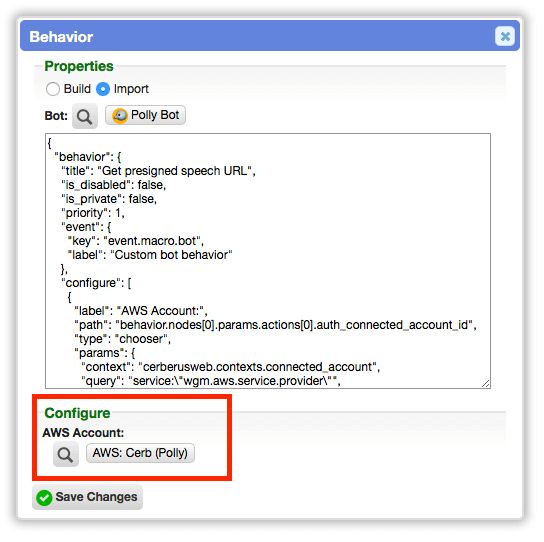 Behavior
Properties
Build Import
Bot: Polly Bot
{
"behavior": {
"title": "Get presigned speech URL",
"is_disabled": false,
"is_private": false,
"priority": 1,
"event": {
"key": "event.macro.bot",
"label": "Custom bot behavior"
},
"configure": [
{
"label": "AWS Account:",
"path": "behavior.nodes[0].params.actions[0].auth_connected_account_id",
"type": "chooser",
"params": {
"context": "cerberusweb.contexts.connected_account",
"query": "service:\"wgm.aws.service.provider\"",
Configure
AWS Account:
AWS: Cerb (Polly)
Save Changes